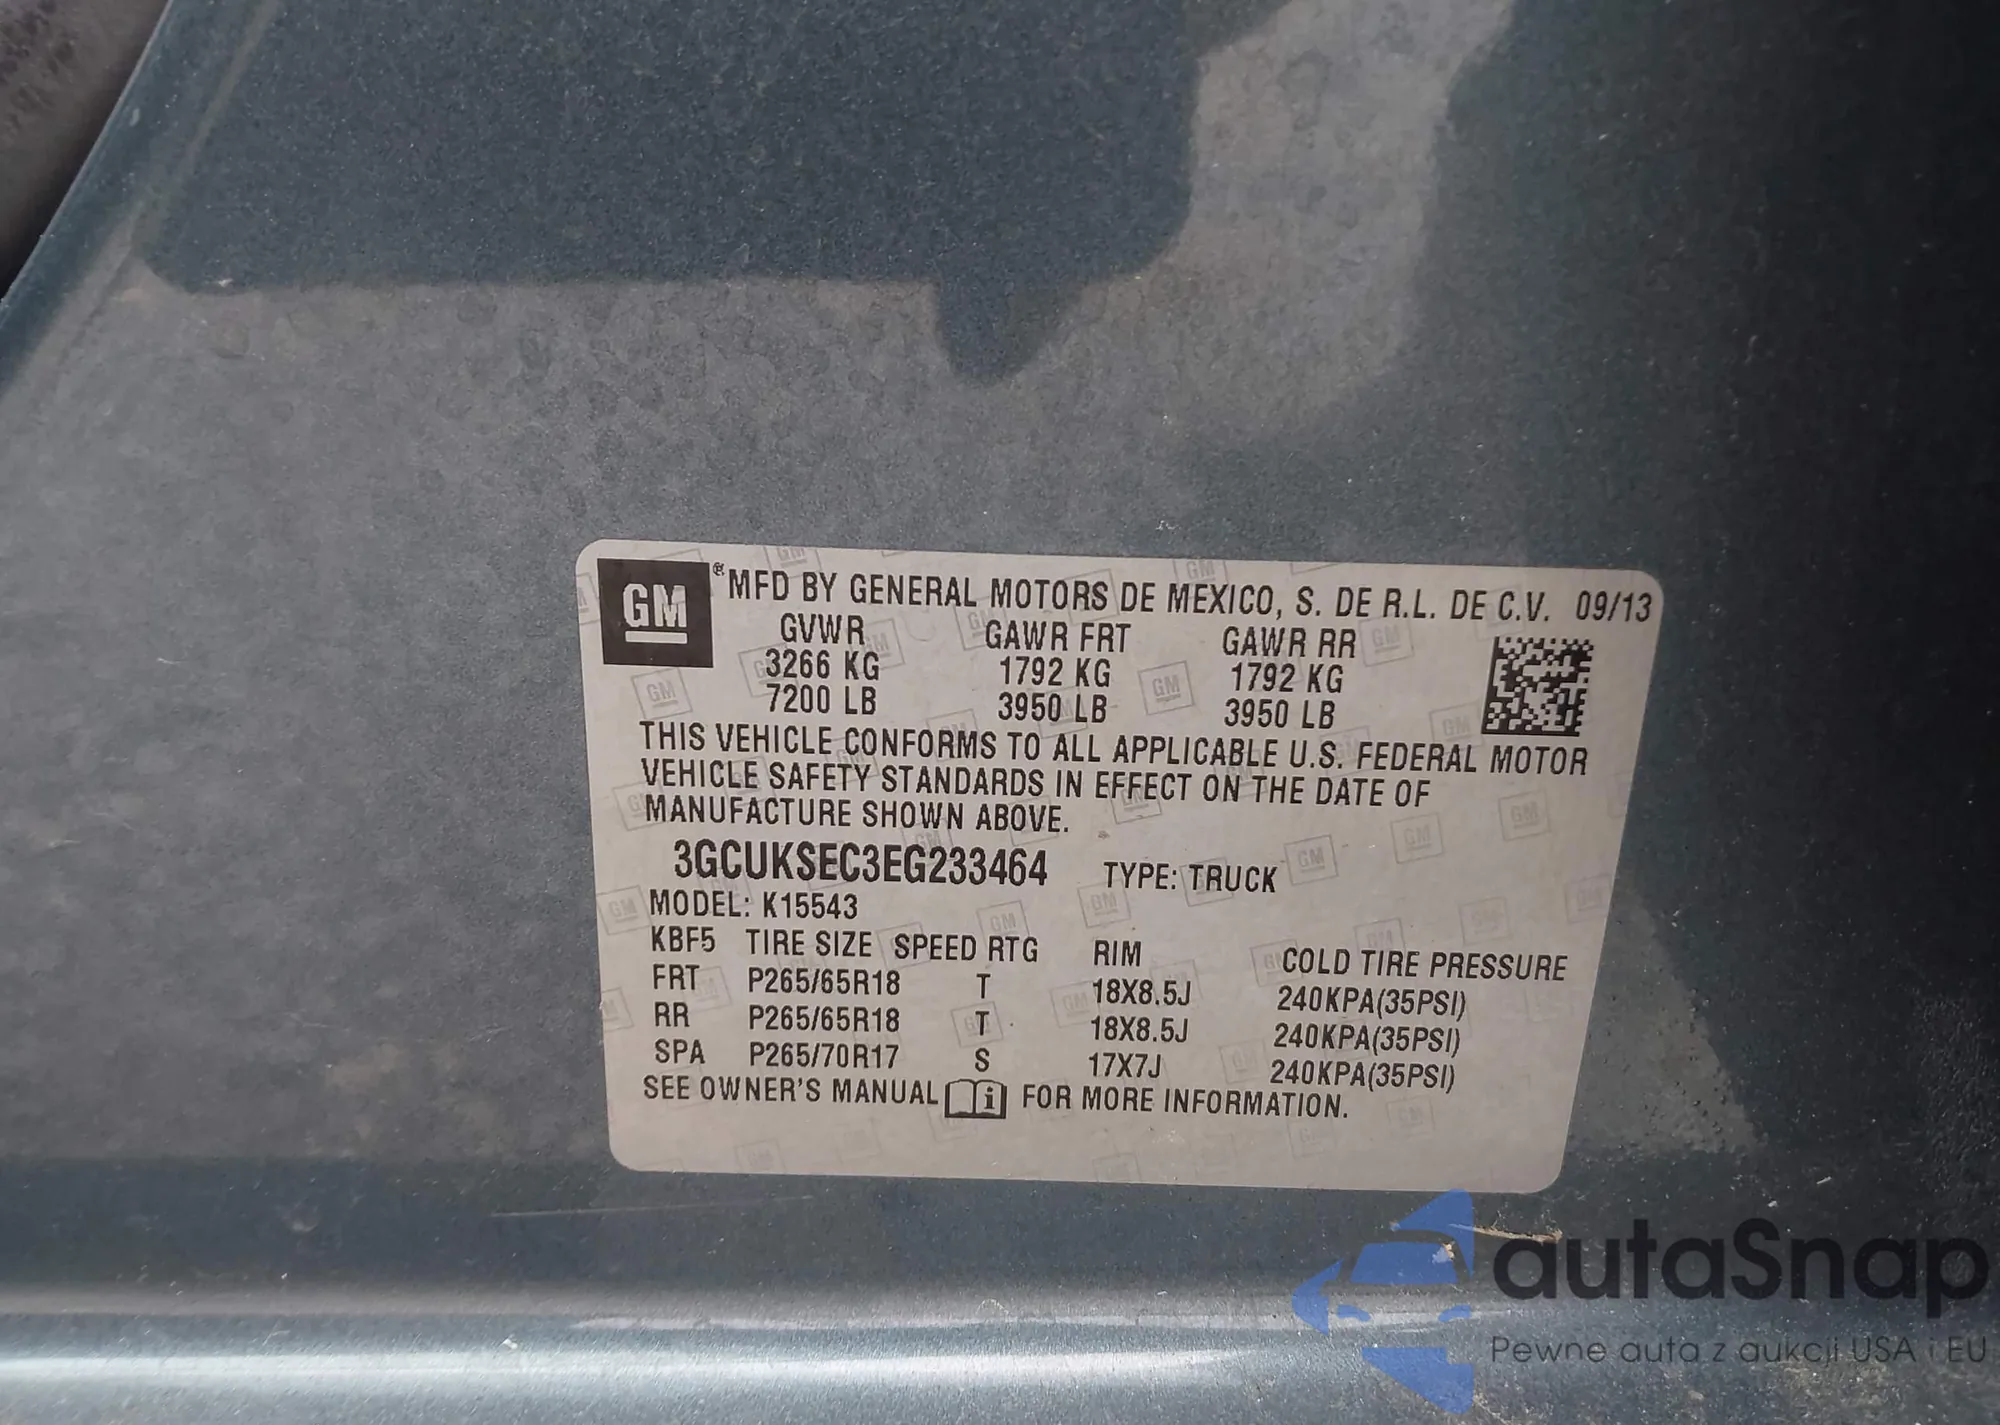 GM ® MFD BY GENERAL MOTORS DE MEXICO, S. DE R.L. DE C.V. 09/13
GVWR GAWR FRT GAWR RR
3266 KG 1792 KG 1792 KG
7200 LB 3950 LB 3950 LB
THIS VEHICLE CONFORMS TO ALL APPLICABLE U.S. FEDERAL MOTOR
VEHICLE SAFETY STANDARDS IN EFFECT ON THE DATE OF
MANUFACTURE SHOWN ABOVE.
3GCUKSEC3EG233464 TYPE: TRUCK
MODEL: K15543
KBF5 TIRE SIZE SPEED RTG RIM COLD TIRE PRESSURE
FRT P265/65R18 T 18X8.5J 240KPA(35PSI)
RR P265/65R18 T 18X8.5J 240KPA(35PSI)
SPA P265/70R17 S 17X7J 240KPA(35PSI)
SEE OWNER'S MANUAL i FOR MORE INFORMATION.
autaSnap
Pewne auta z aukcji USA i EU